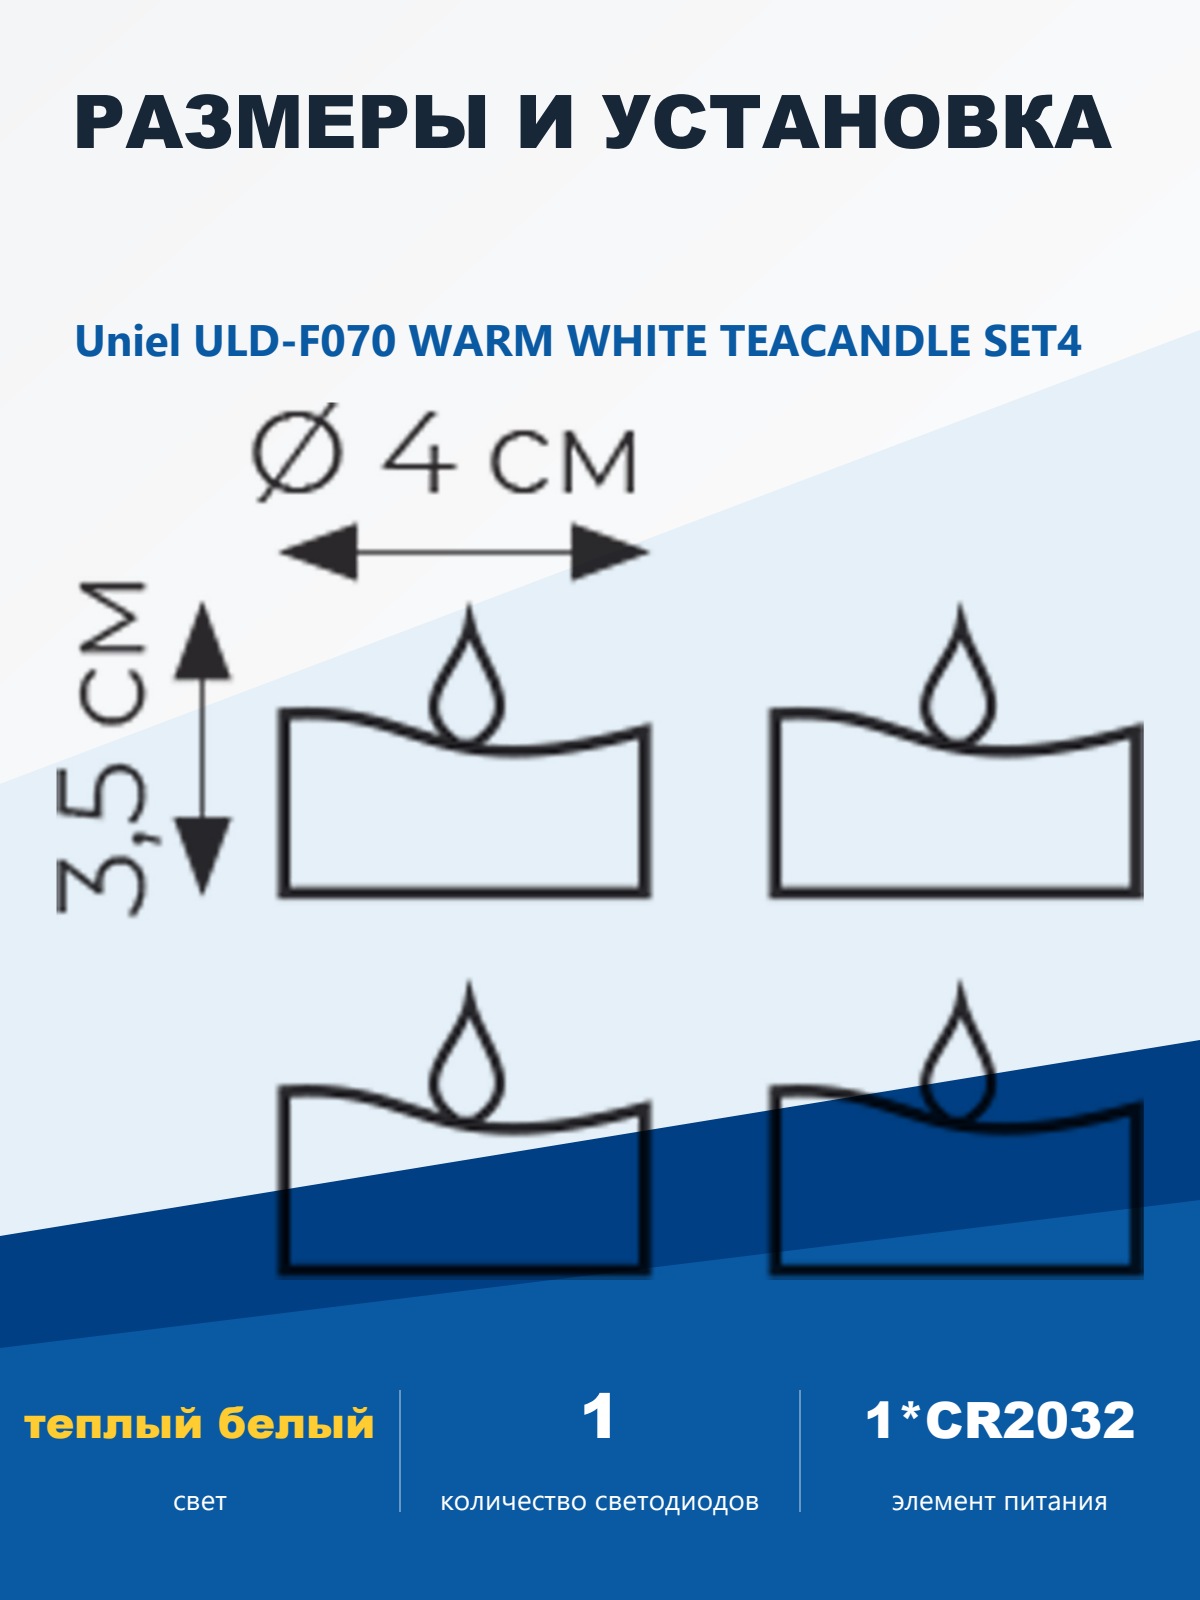 РАЗМЕРЫ И УСТАНОВКА
Uniel ULD-F070 WARM WHITE TEACANDLE SET4
Ø 4 см
3,5 см
теплый белый
свет
1
количество светодиодов
1*CR2032
элемент питания